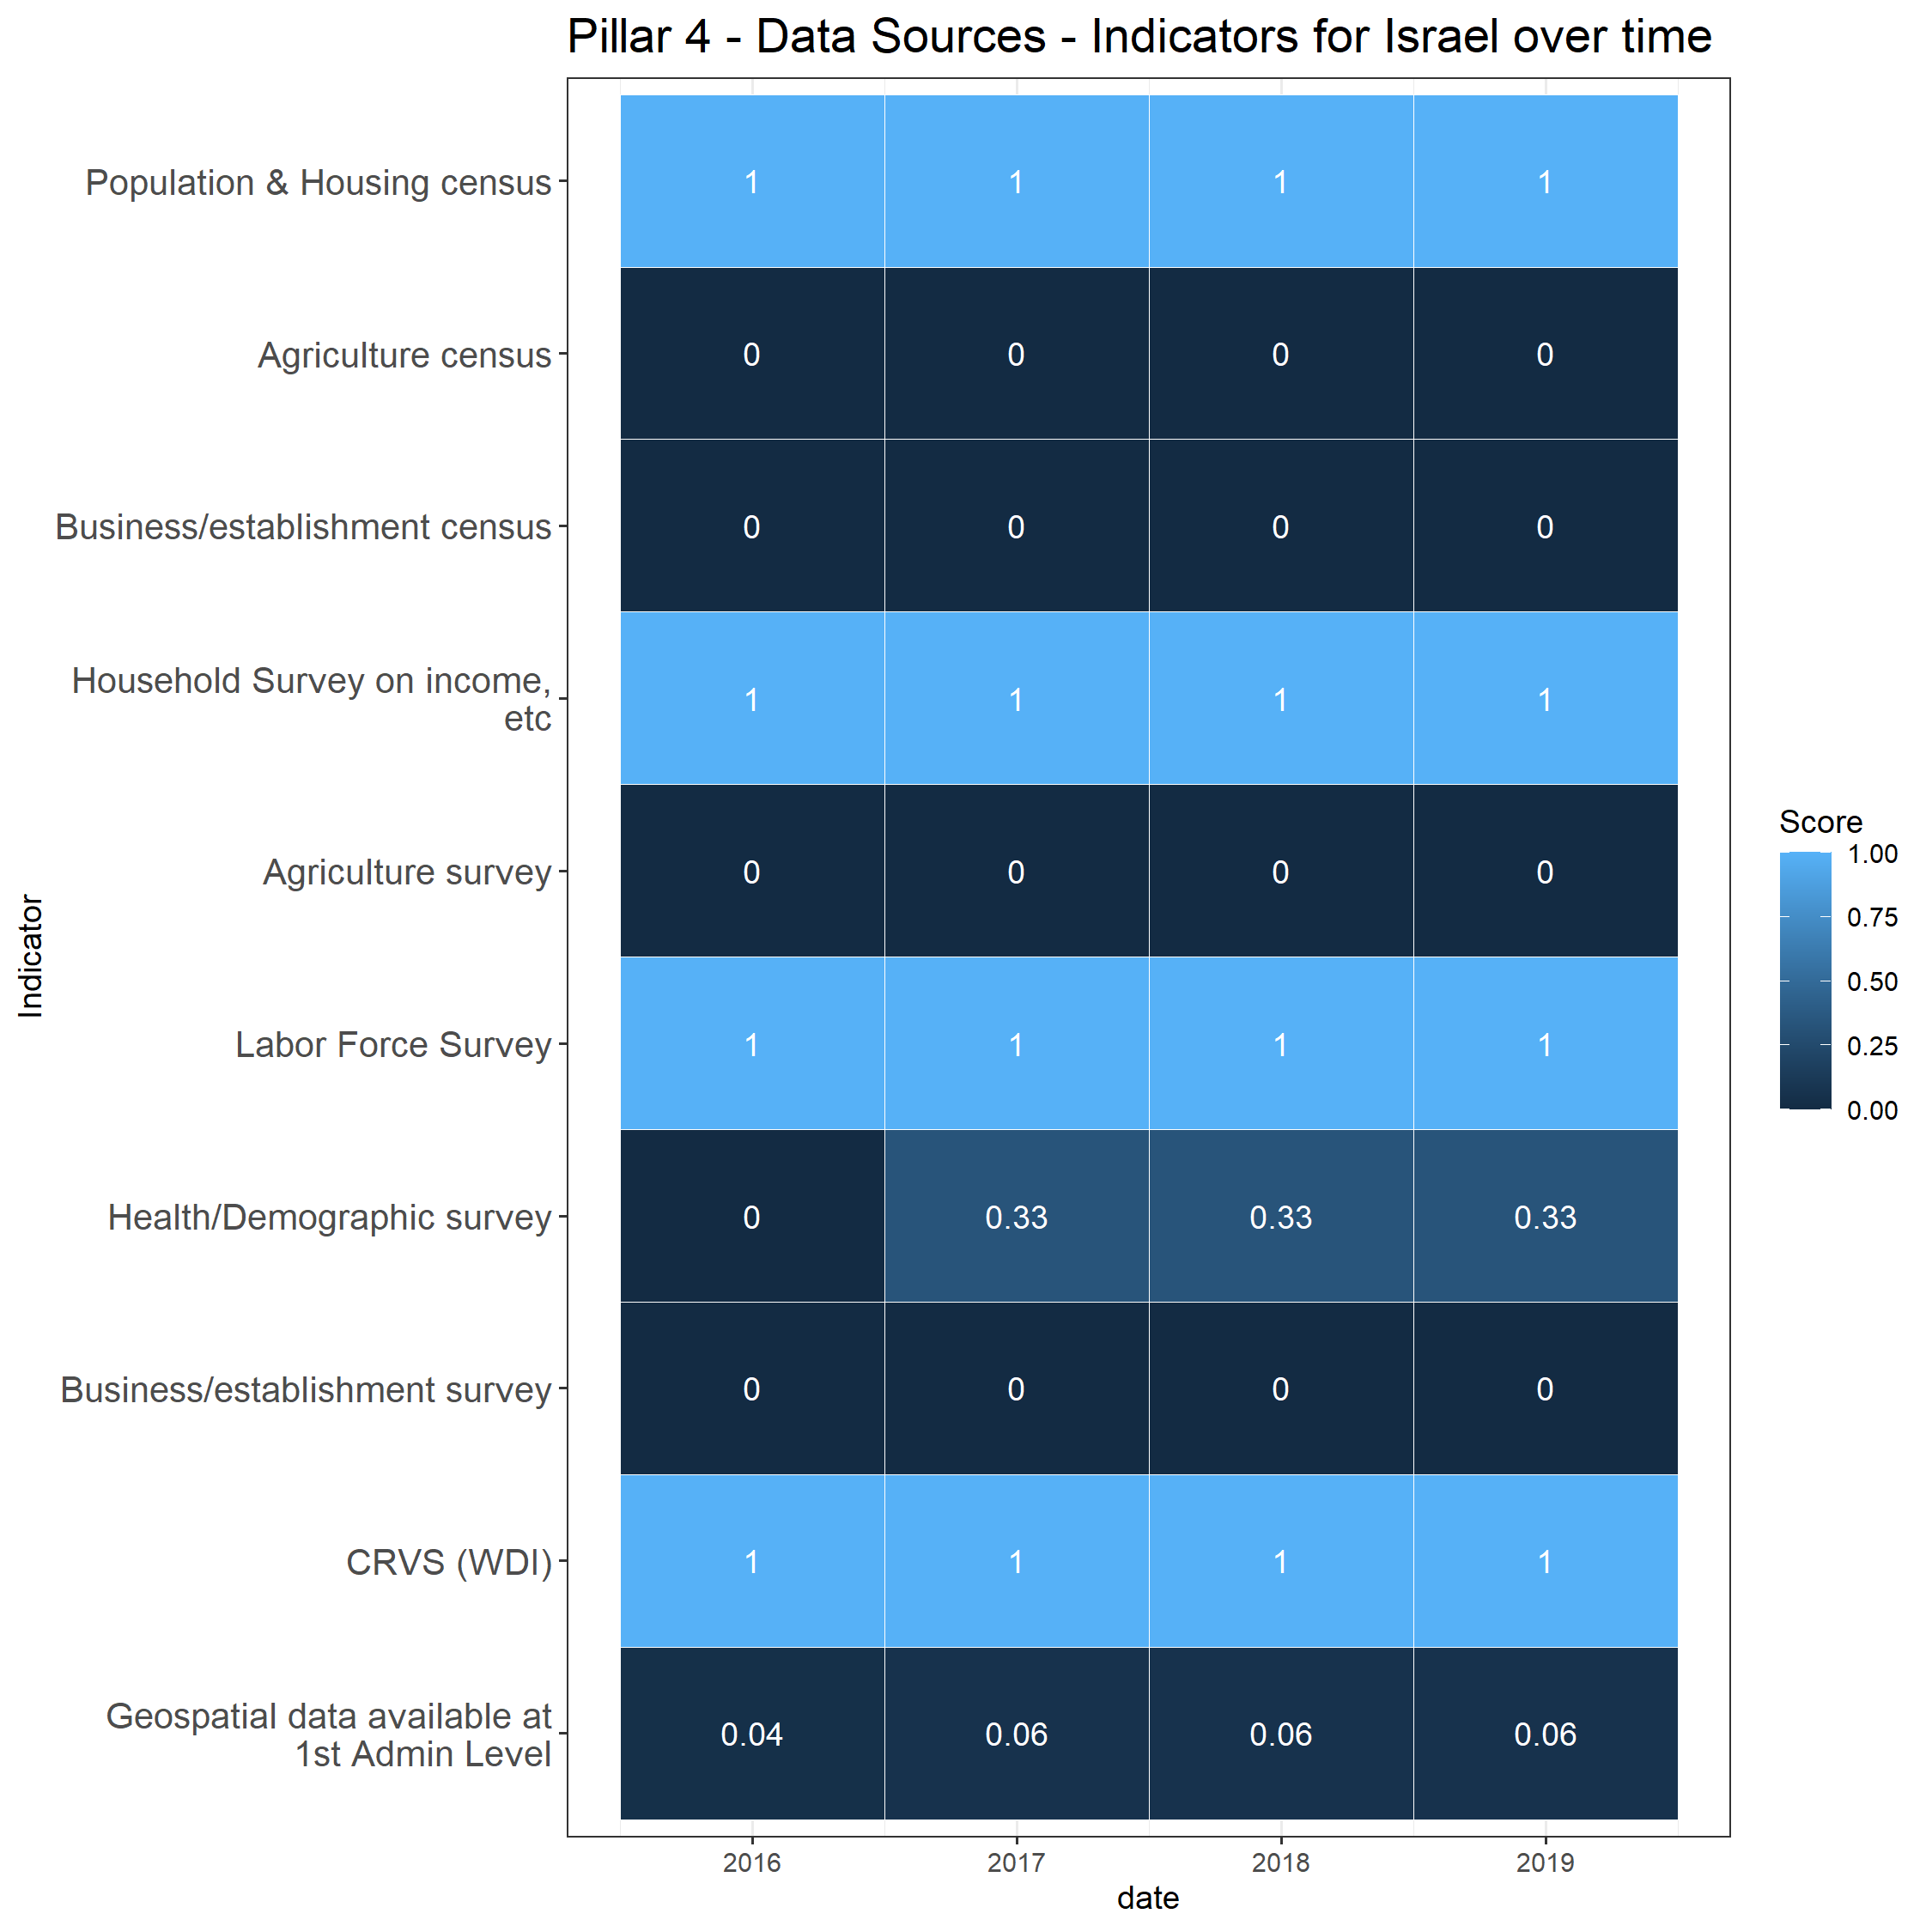 Pillar 4 - Data Sources - Indicators for Israel over time
Indicator
Population & Housing census
1 1 1 1
Agriculture census
0 0 0 0
Business/establishment census
0 0 0 0
Household Survey on income,
etc
1 1 1 1
Agriculture survey
0 0 0 0
Labor Force Survey
1 1 1 1
Health/Demographic survey
0 0.33 0.33 0.33
Business/establishment survey
0 0 0 0
CRVS (WDI)
1 1 1 1
Geospatial data available at
1st Admin Level
0.04 0.06 0.06 0.06
2016 2017 2018 2019
date
Score
1.00
0.75
0.50
0.25
0.00